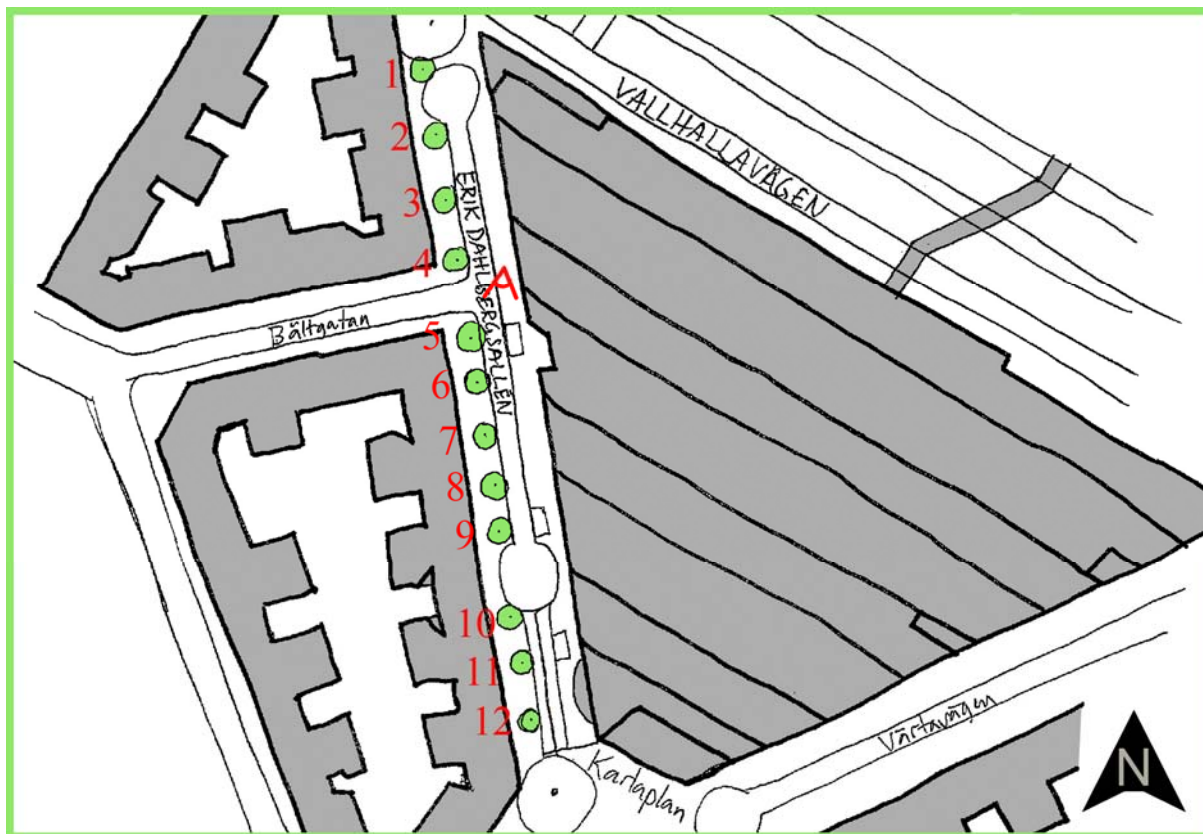 1
VALLHALLAVÄGEN
2
3
ERIK DAHLBERGSALLÉN
4
A
Bältgatan
5
6
7
8
9
10
11
12
Värtavägen
Karlaplan
N